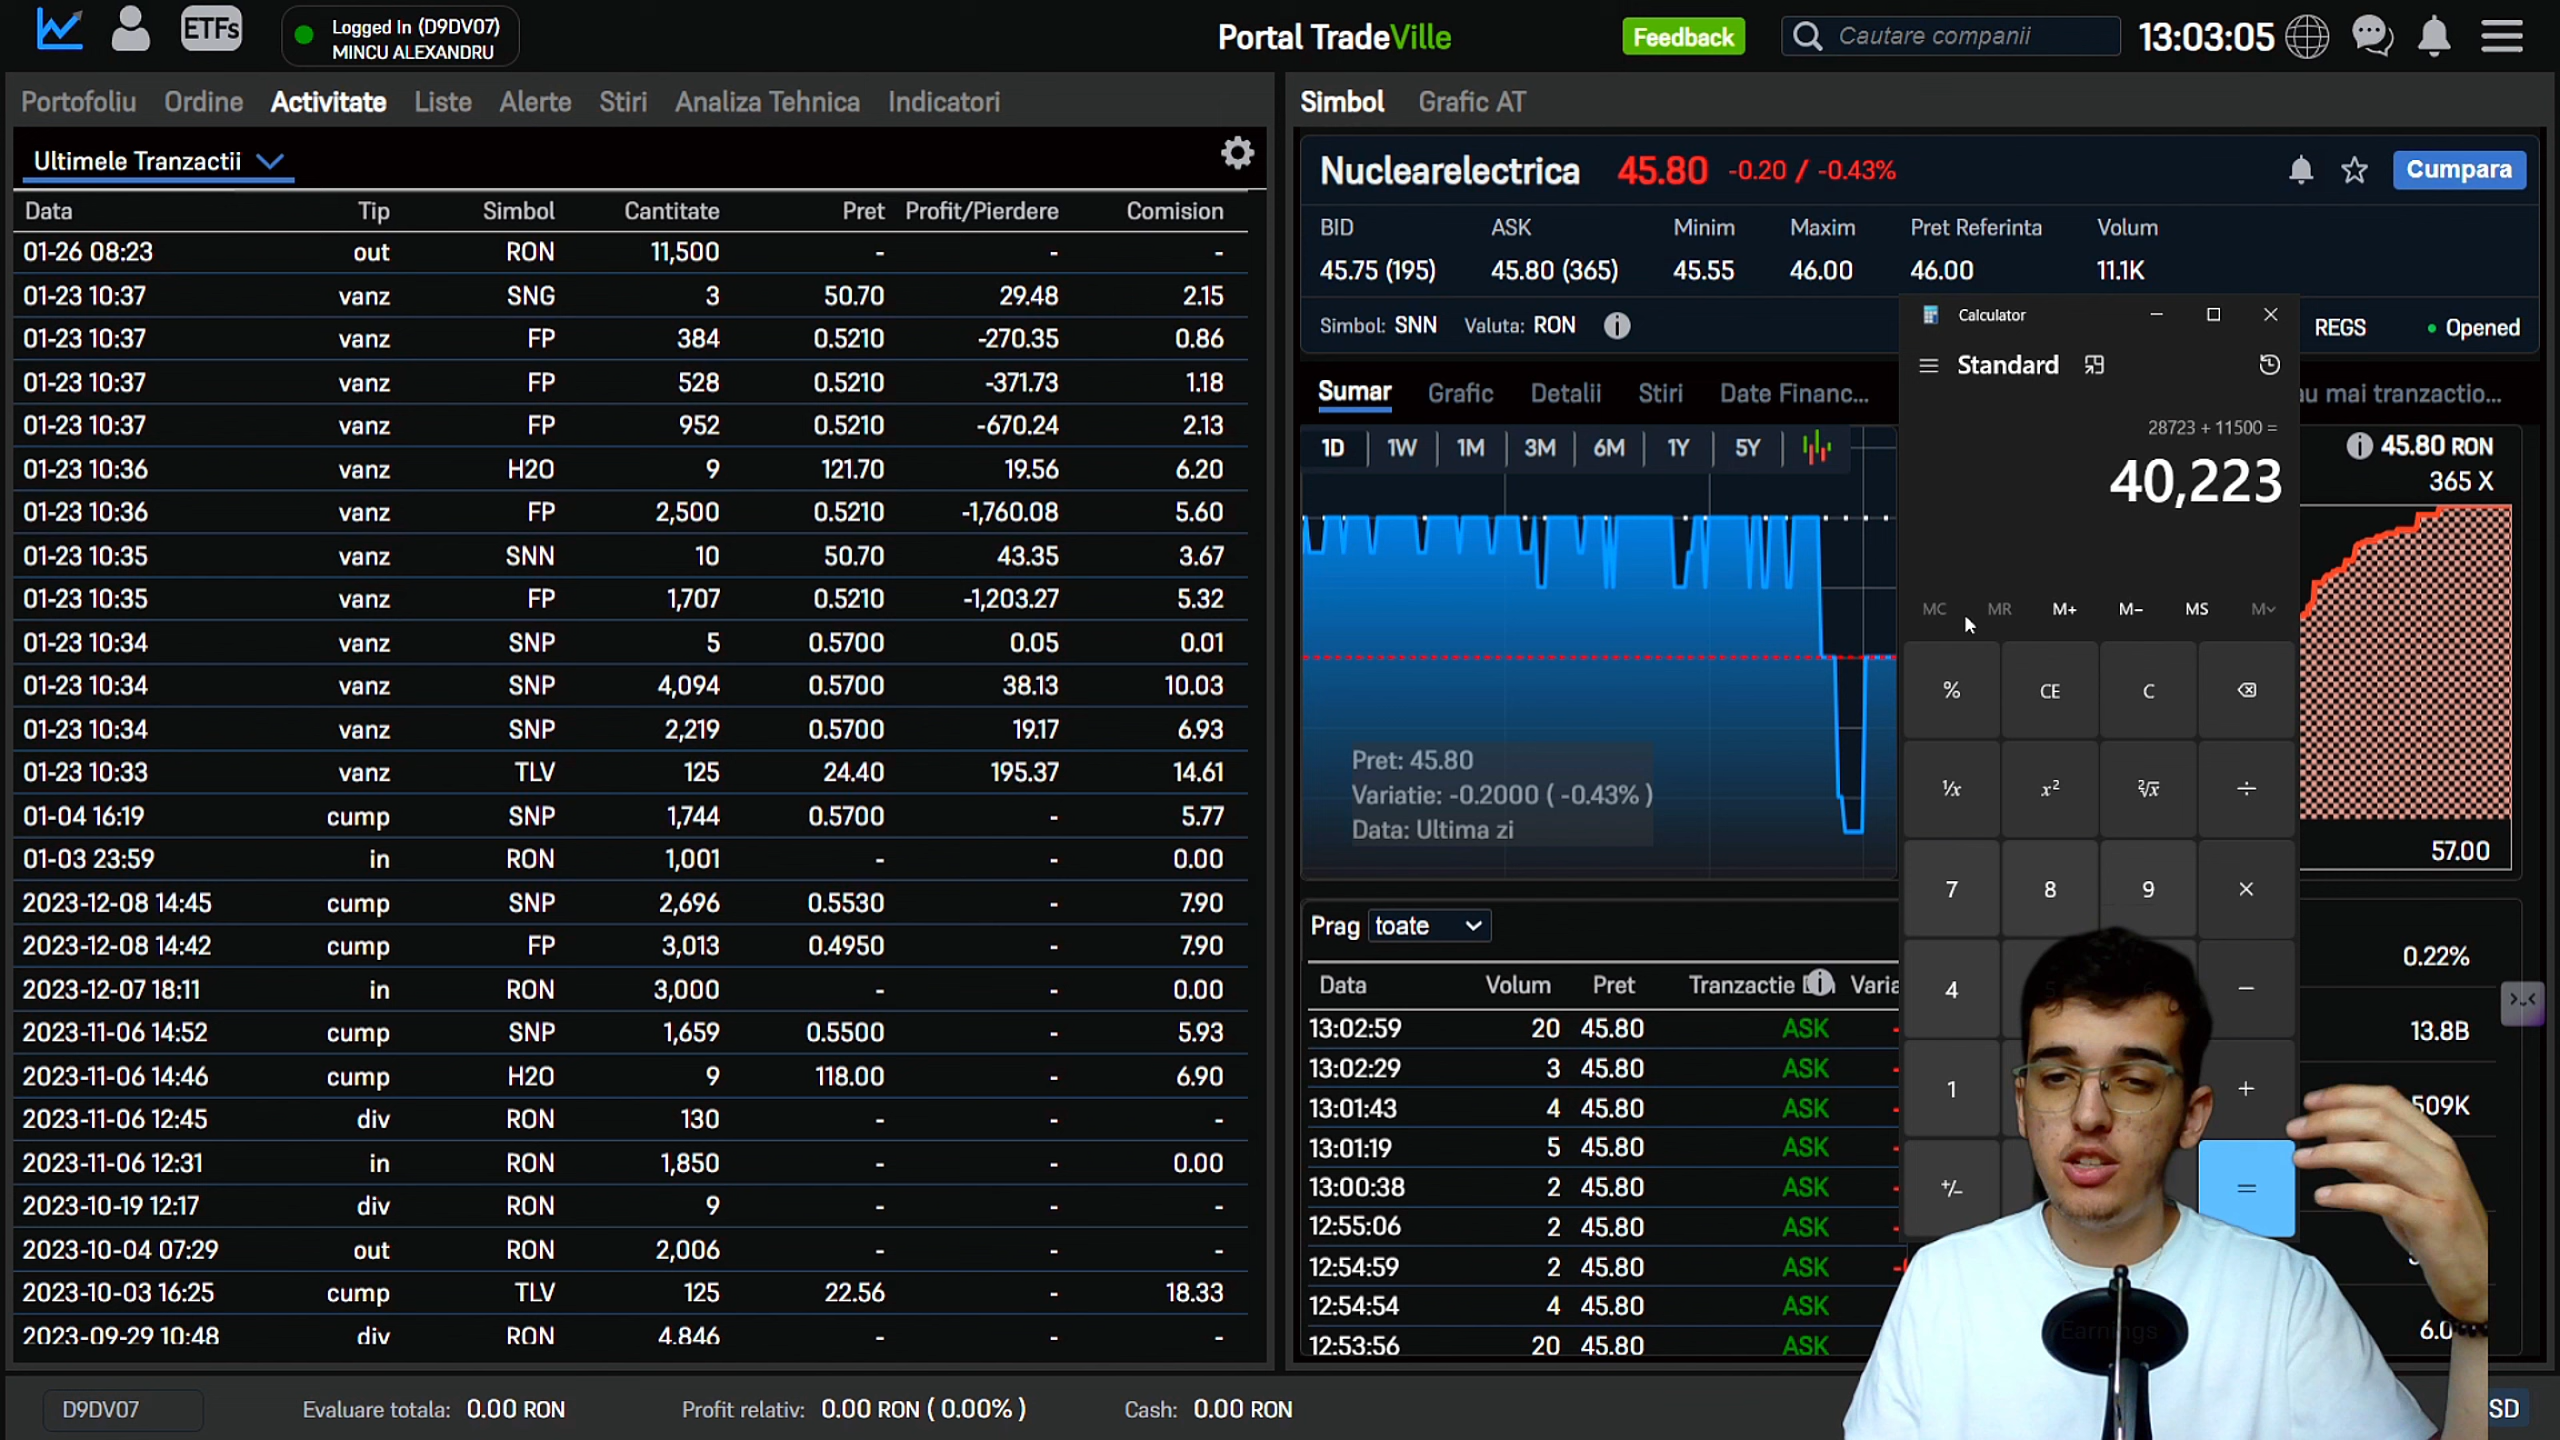 ETFs
Logged In (D9DV07)
MINCU ALEXANDRU
Portal TradeVille
Feedback
Cautare companii
13:03:05
Portofoliu Ordine Activitate Liste Alerte Stiri Analiza Tehnica Indicatori
Ultimele Tranzactii
Data Tip Simbol Cantitate Pret Profit/Pierdere Comision
01-26 08:23 out RON 11,500 - - -
01-23 10:37 vanz SNG 3 50.70 29.48 2.15
01-23 10:37 vanz FP 384 0.5210 -270.35 0.86
01-23 10:37 vanz FP 528 0.5210 -371.73 1.18
01-23 10:37 vanz FP 952 0.5210 -670.24 2.13
01-23 10:36 vanz H2O 9 121.70 19.56 6.20
01-23 10:36 vanz FP 2,500 0.5210 -1,760.08 5.60
01-23 10:35 vanz SNN 10 50.70 43.35 3.67
01-23 10:35 vanz FP 1,707 0.5210 -1,203.27 5.32
01-23 10:34 vanz SNP 5 0.5700 0.05 0.01
01-23 10:34 vanz SNP 4,094 0.5700 38.13 10.03
01-23 10:34 vanz SNP 2,219 0.5700 19.17 6.93
01-23 10:33 vanz TLV 125 24.40 195.37 14.61
01-04 16:19 cump SNP 1,744 0.5700 - 5.77
01-03 23:59 in RON 1,001 - - 0.00
2023-12-08 14:45 cump SNP 2,696 0.5530 - 7.90
2023-12-08 14:42 cump FP 3,013 0.4950 - 7.90
2023-12-07 18:11 in RON 3,000 - - 0.00
2023-11-06 14:52 cump SNP 1,659 0.5500 - 5.93
2023-11-06 14:46 cump H2O 9 118.00 - 6.90
2023-11-06 12:45 div RON 130 - - -
2023-11-06 12:31 in RON 1,850 - - 0.00
2023-10-19 12:17 div RON 9 - - -
2023-10-04 07:29 out RON 2,006 - - -
2023-10-03 16:25 cump TLV 125 22.56 - 18.33
2023-09-29 10:48 div RON 4,846 - - -
D9DV07 Evaluare totala: 0.00 RON Profit relativ: 0.00 RON ( 0.00% ) Cash: 0.00 RON
Simbol Grafic AT
Nuclearelectrica 45.80 -0.20 / -0.43% Cumpara
BID ASK Minim Maxim Pret Referinta Volum
45.75 (195) 45.80 (365) 45.55 46.00 46.00 11.1K
Simbol: SNN Valuta: RON REGS Opened
Sumar Grafic Detalii Stiri Date Financ... au mai tranzactio...
1D 1W 1M 3M 6M 1Y 5Y
45.80 RON
365 X
57.00
Pret: 45.80
Variatie: -0.2000 ( -0.43% )
Data: Ultima zi
Calculator
Standard
28723 + 11500 =
40,223
MC MR M+ M- MS M
% CE C
1/x x² ²√x ÷
7 8 9 ×
4 −
1 +
+/− =
Prag toate
Data Volum Pret Tranzactie Varia
13:02:59 20 45.80 ASK -
13:02:29 3 45.80 ASK -
13:01:43 4 45.80 ASK -
13:01:19 5 45.80 ASK -
13:00:38 2 45.80 ASK -
12:55:06 2 45.80 ASK -
12:54:59 2 45.80 ASK
12:54:54 4 45.80 ASK -
12:53:56 20 45.80 ASK
0.22%
13.8B
509K
Earnings
SD